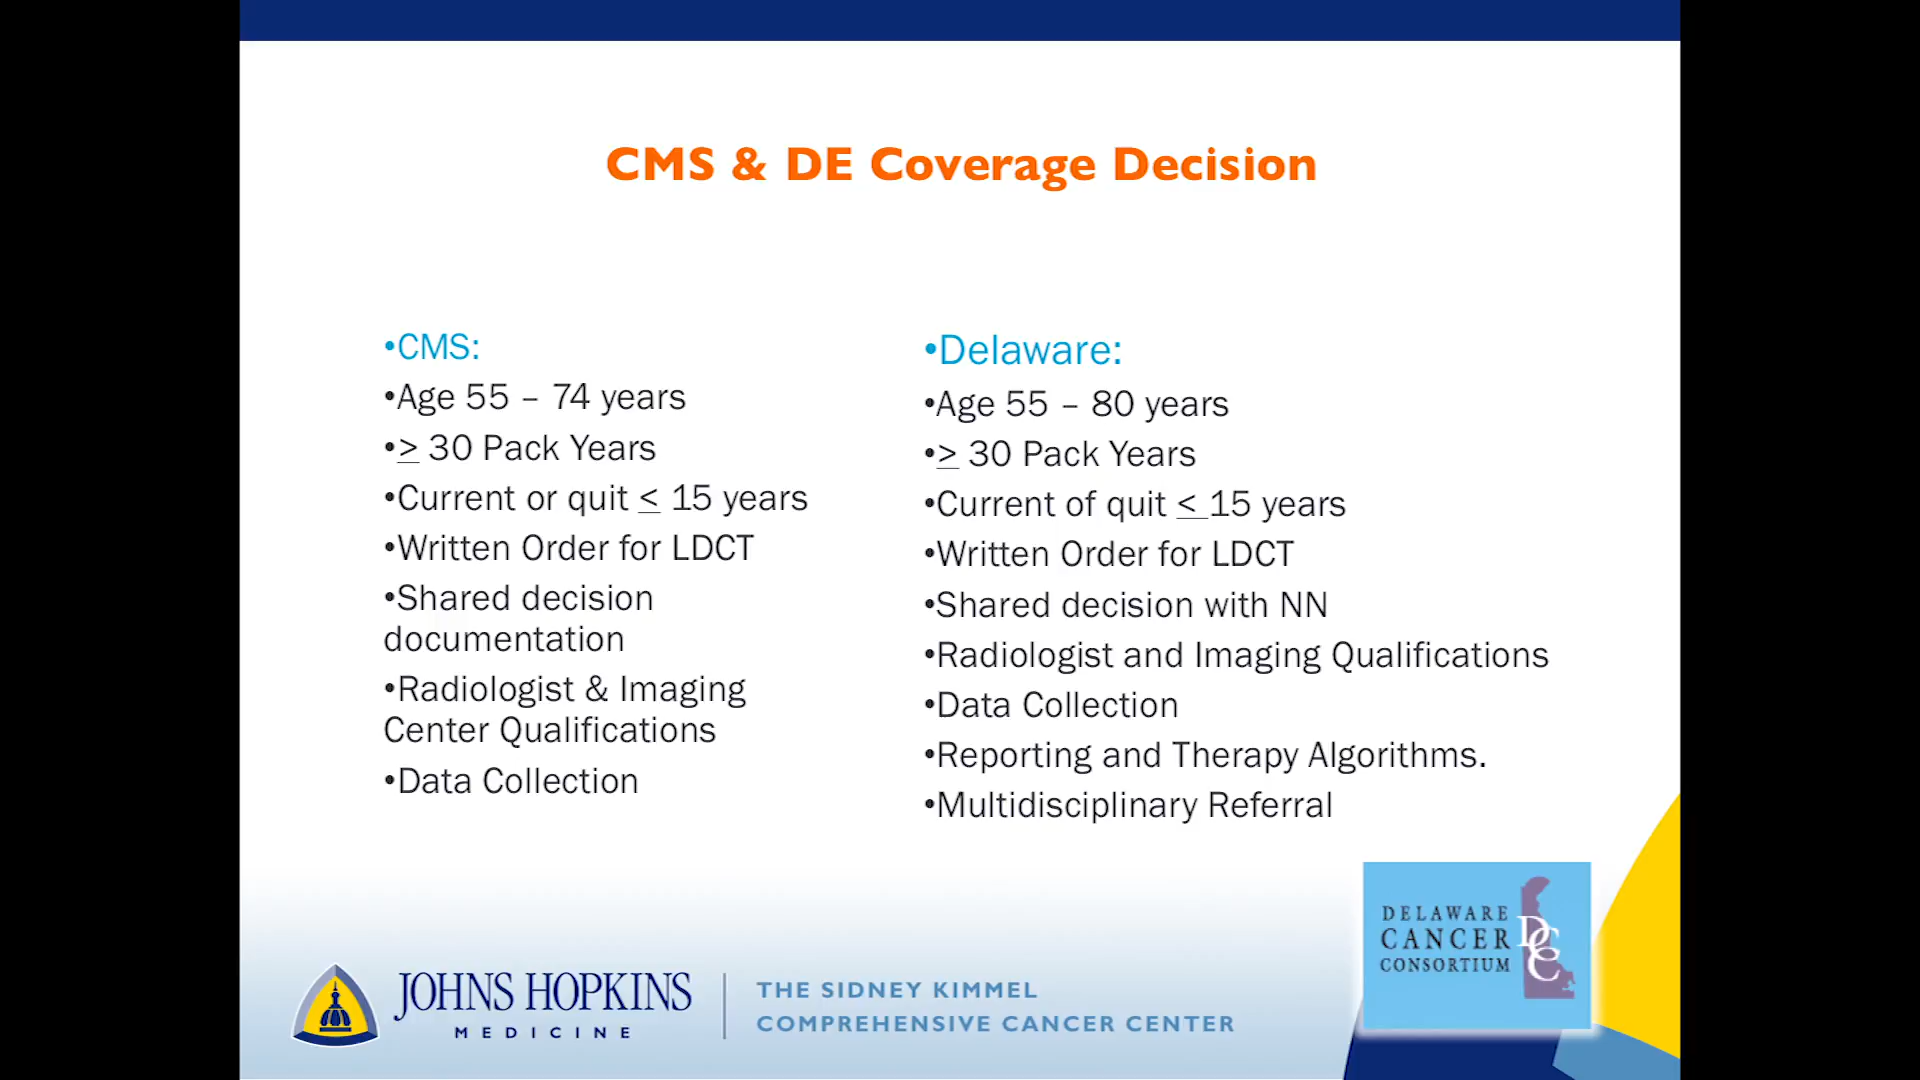 CMS & DE Coverage Decision
•CMS:
•Age 55 – 74 years
•≥ 30 Pack Years
•Current or quit ≤ 15 years
•Written Order for LDCT
•Shared decision
documentation
•Radiologist & Imaging
Center Qualifications
•Data Collection
•Delaware:
•Age 55 – 80 years
•≥ 30 Pack Years
•Current of quit ≤ 15 years
•Written Order for LDCT
•Shared decision with NN
•Radiologist and Imaging Qualifications
•Data Collection
•Reporting and Therapy Algorithms.
•Multidisciplinary Referral
JOHNS HOPKINS
MEDICINE
THE SIDNEY KIMMEL
COMPREHENSIVE CANCER CENTER
DELAWARE
CANCER
CONSORTIUM
DCC